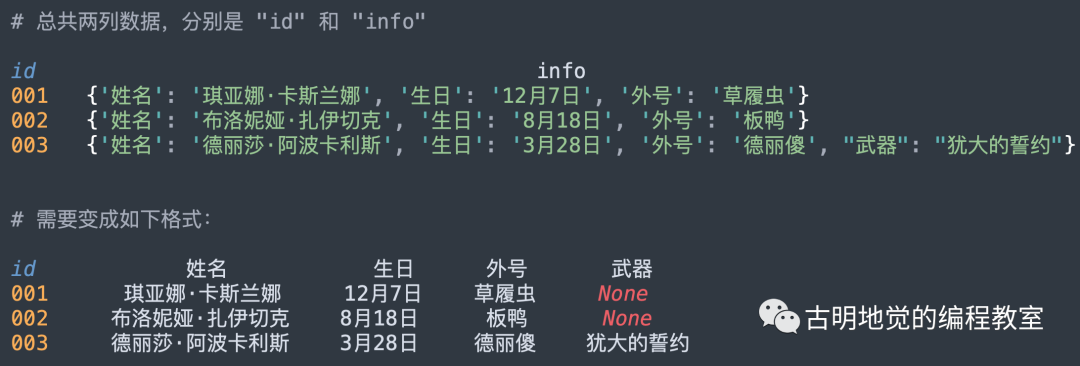 # 总共两列数据，分别是 "id" 和 "info"
id info
001 {'姓名': '琪亚娜·卡斯兰娜', '生日': '12月7日', '外号': '草履虫'}
002 {'姓名': '布洛妮娅·扎伊切克', '生日': '8月18日', '外号': '板鸭'}
003 {'姓名': '德丽莎·阿波卡利斯', '生日': '3月28日', '外号': '德丽傻', "武器": "犹大的誓约"}
# 需要变成如下格式：
id 姓名 生日 外号 武器
001 琪亚娜·卡斯兰娜 12月7日 草履虫 None
002 布洛妮娅·扎伊切克 8月18日 板鸭 None
003 德丽莎·阿波卡利斯 3月28日 德丽傻 犹大的誓约
古明地觉的编程教室